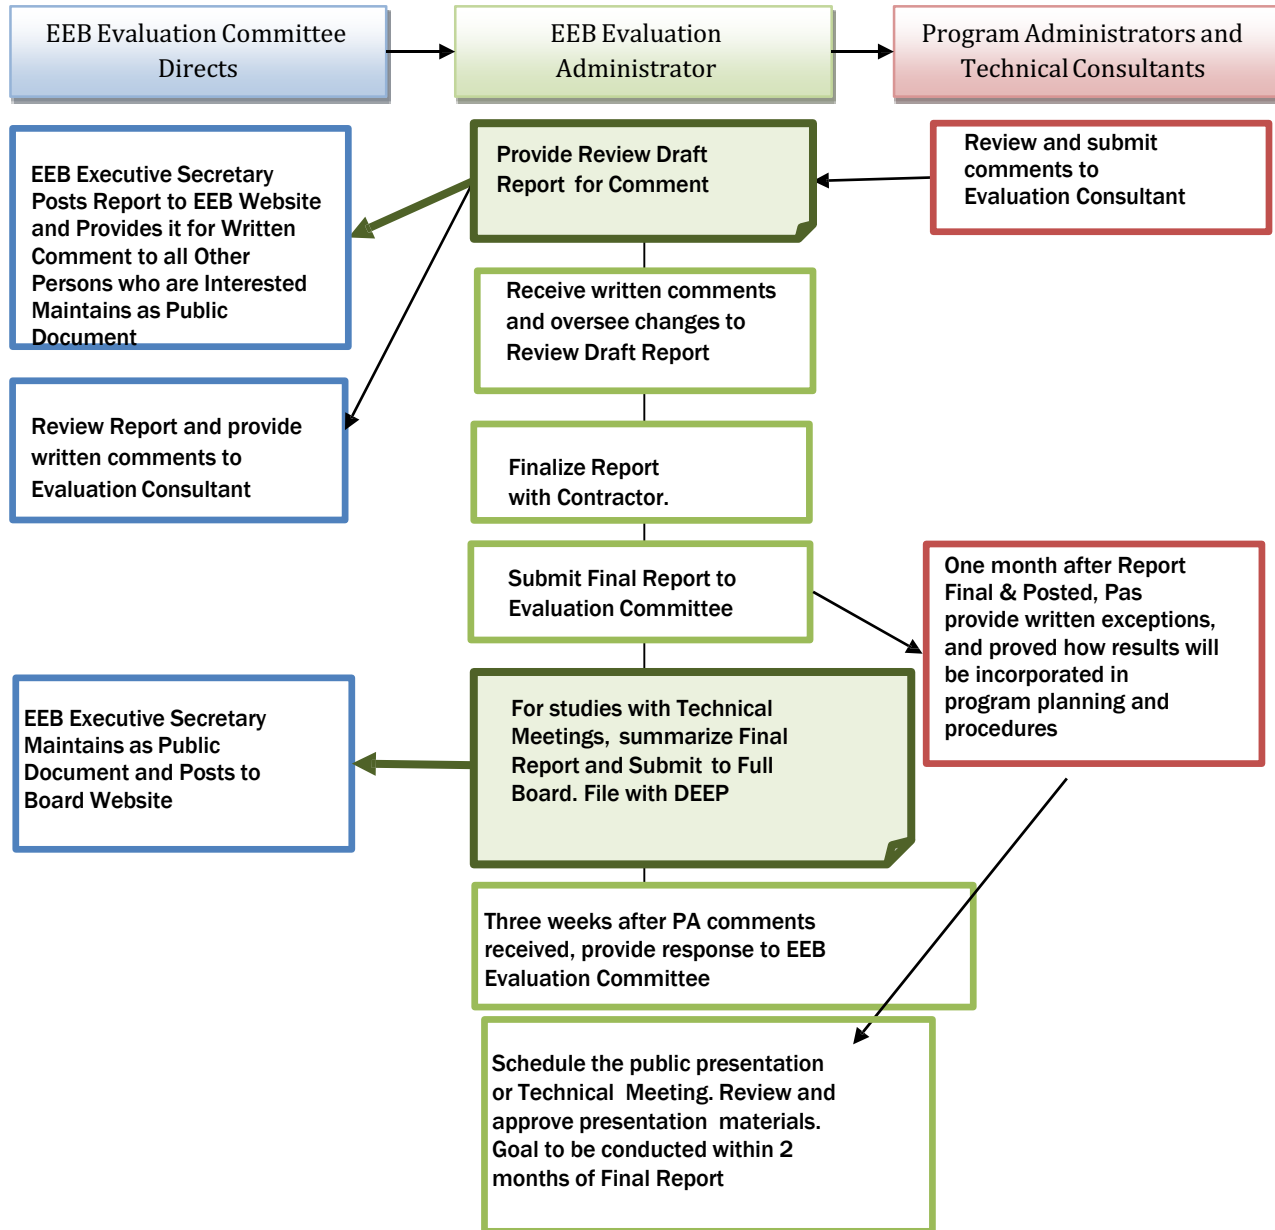 EEB Evaluation Committee
Directs
EEB Evaluation
Administrator
Program Administrators and
Technical Consultants
EEB Executive Secretary
Posts Report to EEB Website
and Provides it for Written
Comment to all Other
Persons who are Interested
Maintains as Public
Document
Provide Review Draft
Report for Comment
Review and submit
comments to
Evaluation Consultant
Receive written comments
and oversee changes to
Review Draft Report
Review Report and provide
written comments to
Evaluation Consultant
Finalize Report
with Contractor.
Submit Final Report to
Evaluation Committee
One month after Report
Final & Posted, Pas
provide written exceptions,
and proved how results will
be incorporated in
program planning and
procedures
EEB Executive Secretary
Maintains as Public
Document and Posts to
Board Website
For studies with Technical
Meetings, summarize Final
Report and Submit to Full
Board. File with DEEP
Three weeks after PA comments
received, provide response to EEB
Evaluation Committee
Schedule the public presentation
or Technical Meeting. Review and
approve presentation materials.
Goal to be conducted within 2
months of Final Report